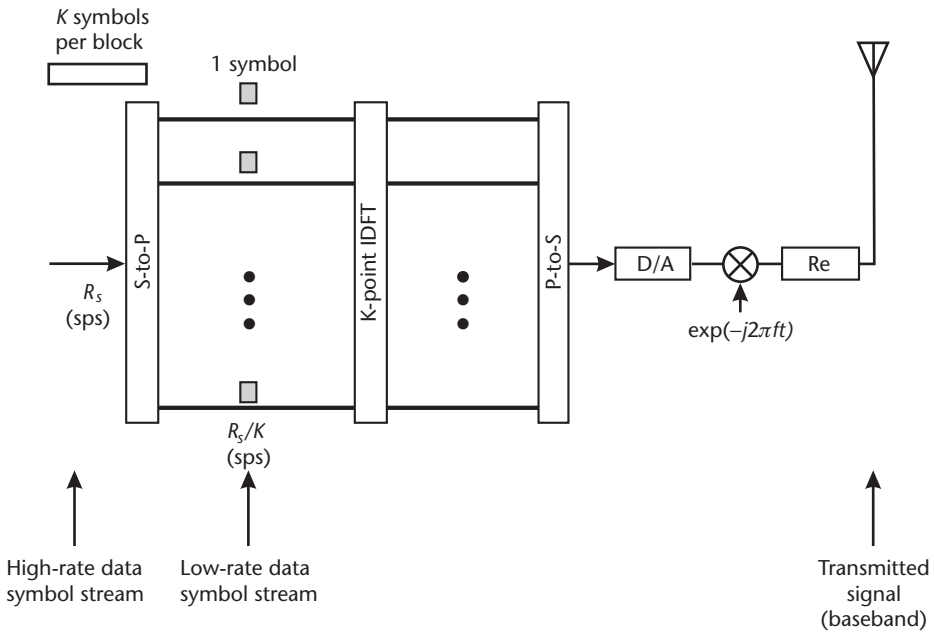 K symbols
per block
1 symbol
S-to-P
K-point IDFT
P-to-S
D/A
Re
R_s
(sps)
exp(−j2πft)
R_s/K
(sps)
High-rate data
symbol stream
Low-rate data
symbol stream
Transmitted
signal
(baseband)